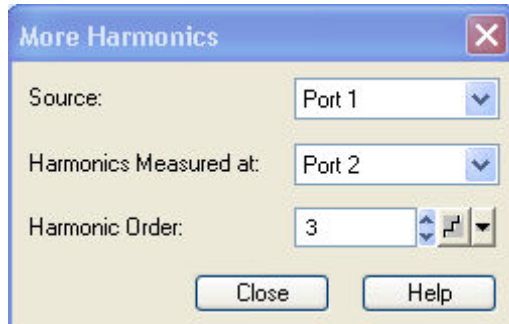 More Harmonics
Source: Port 1
Harmonics Measured at: Port 2
Harmonic Order: 3
Close Help